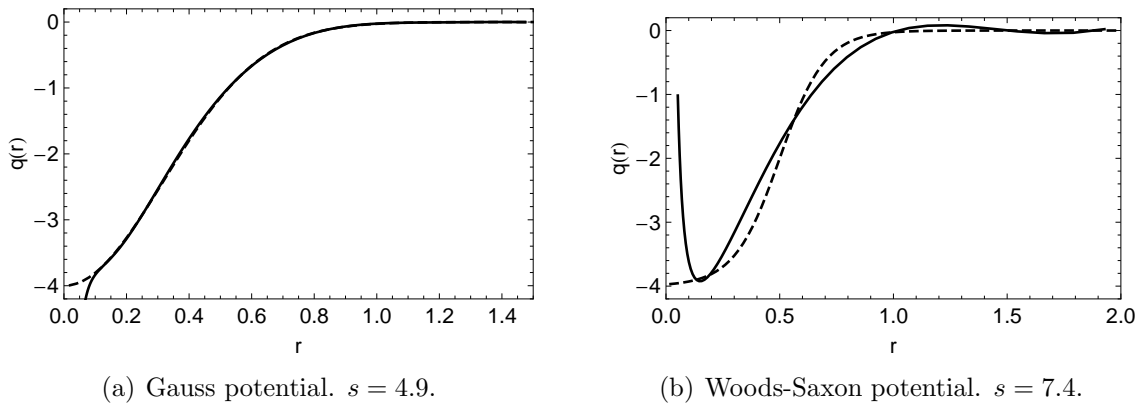 0
−1
−2
−3
−4
q(r)
0.0 0.2 0.4 0.6 0.8 1.0 1.2 1.4
r
(a) Gauss potential. s = 4.9.
0
−1
−2
−3
−4
q(r)
0.0 0.5 1.0 1.5 2.0
r
(b) Woods-Saxon potential. s = 7.4.